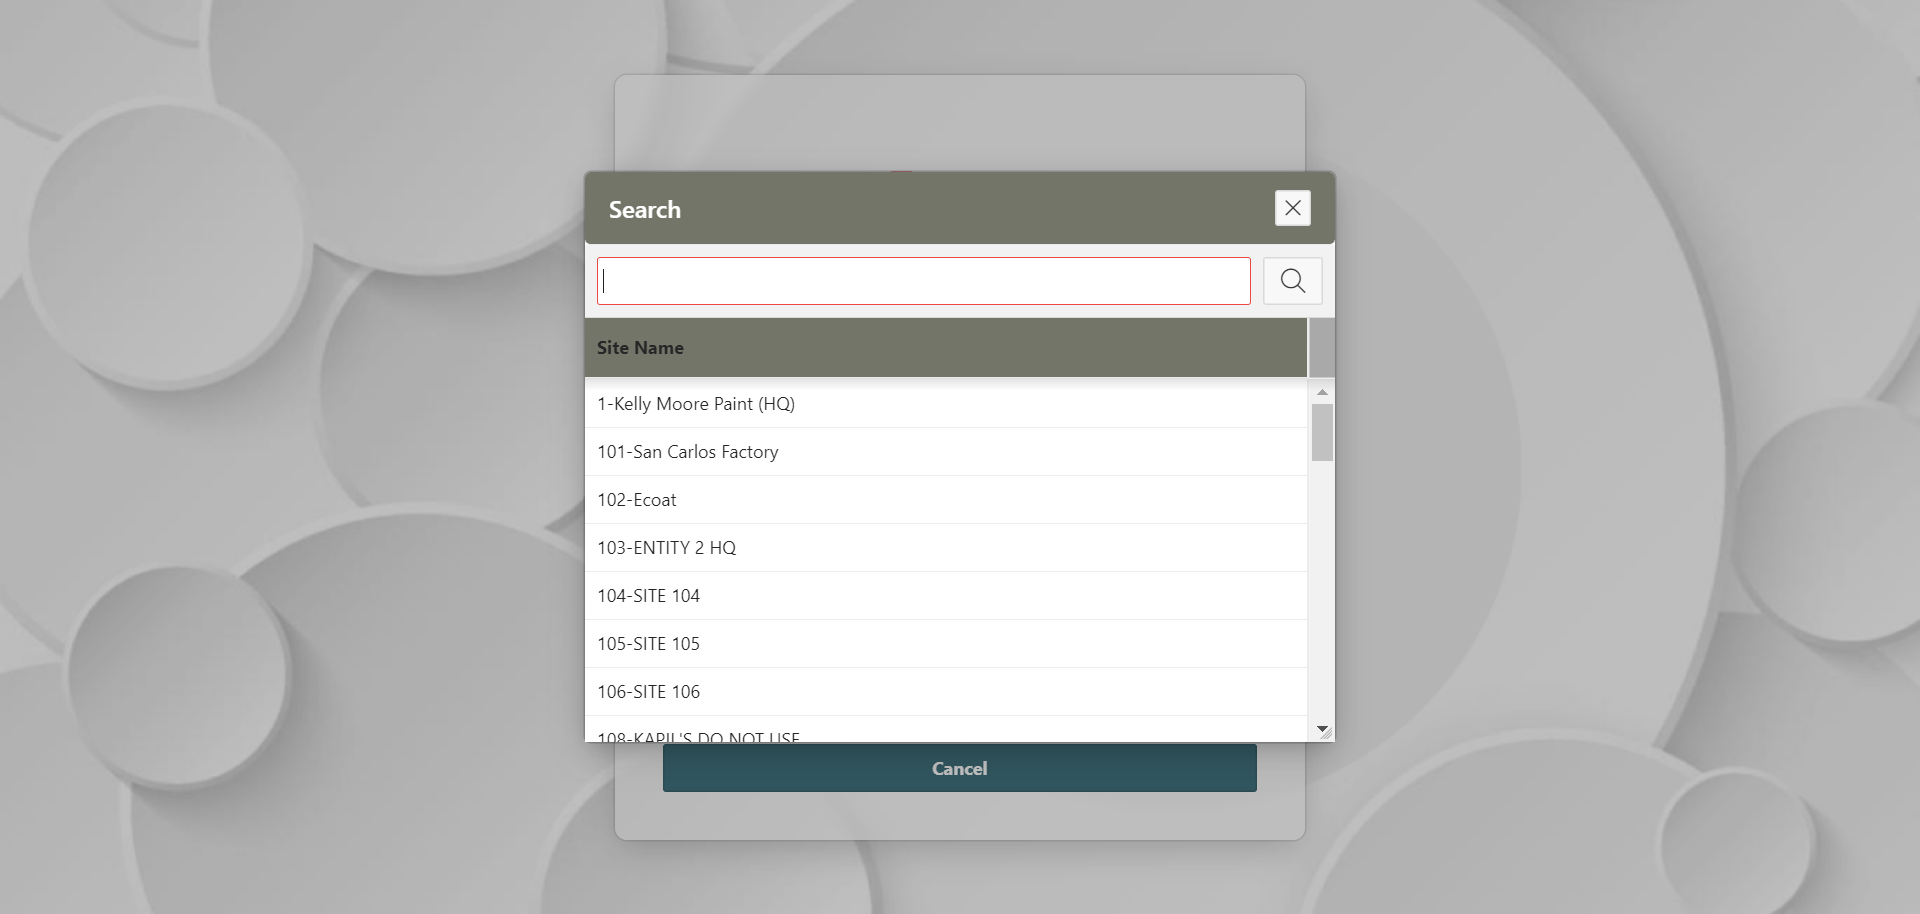 Search
Site Name
1-Kelly Moore Paint (HQ)
101-San Carlos Factory
102-Ecoat
103-ENTITY 2 HQ
104-SITE 104
105-SITE 105
106-SITE 106
108-KAPIL'S DO NOT USE
Cancel